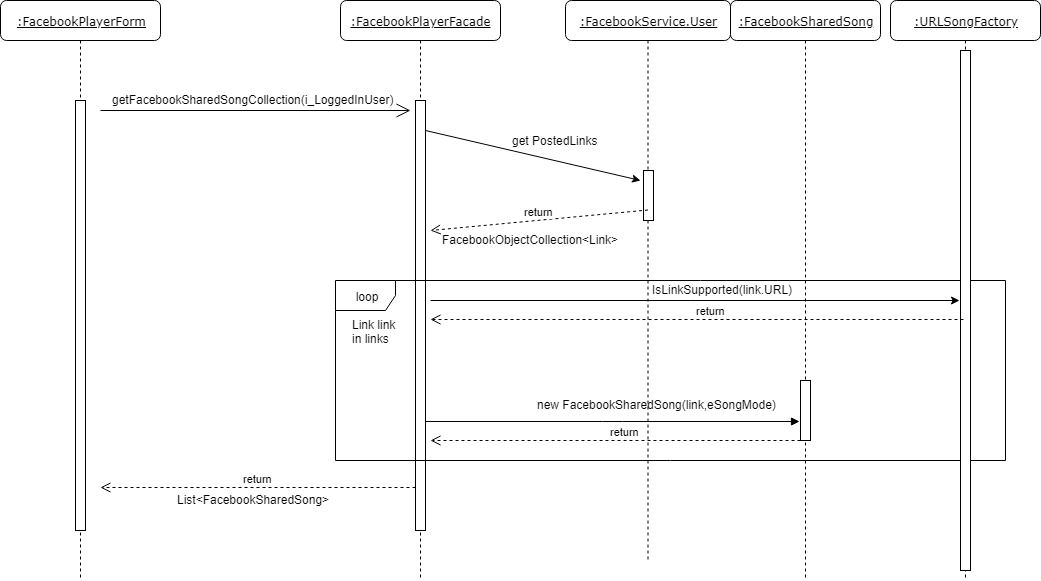 :FacebookPlayerForm
:FacebookPlayerFacade
:FacebookService.User
:FacebookSharedSong
:URLSongFactory
getFacebookSharedSongCollection(i_LoggedInUser)
get PostedLinks
return
FacebookObjectCollection<Link>
loop
IsLinkSupported(link.URL)
return
Link link
in links
new FacebookSharedSong(link,eSongMode)
return
return
List<FacebookSharedSong>